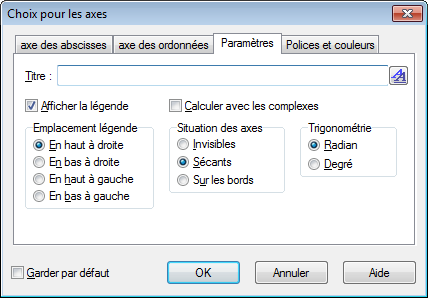 Choix pour les axes
axe des abscisses axe des ordonnées Paramètres Polices et couleurs
Titre :
Afficher la légende Calculer avec les complexes
Emplacement légende Situation des axes Trigonométrie
En haut à droite Invisibles Radian
En bas à droite Sécants Degré
En haut à gauche Sur les bords
En bas à gauche
Garder par défaut OK Annuler Aide